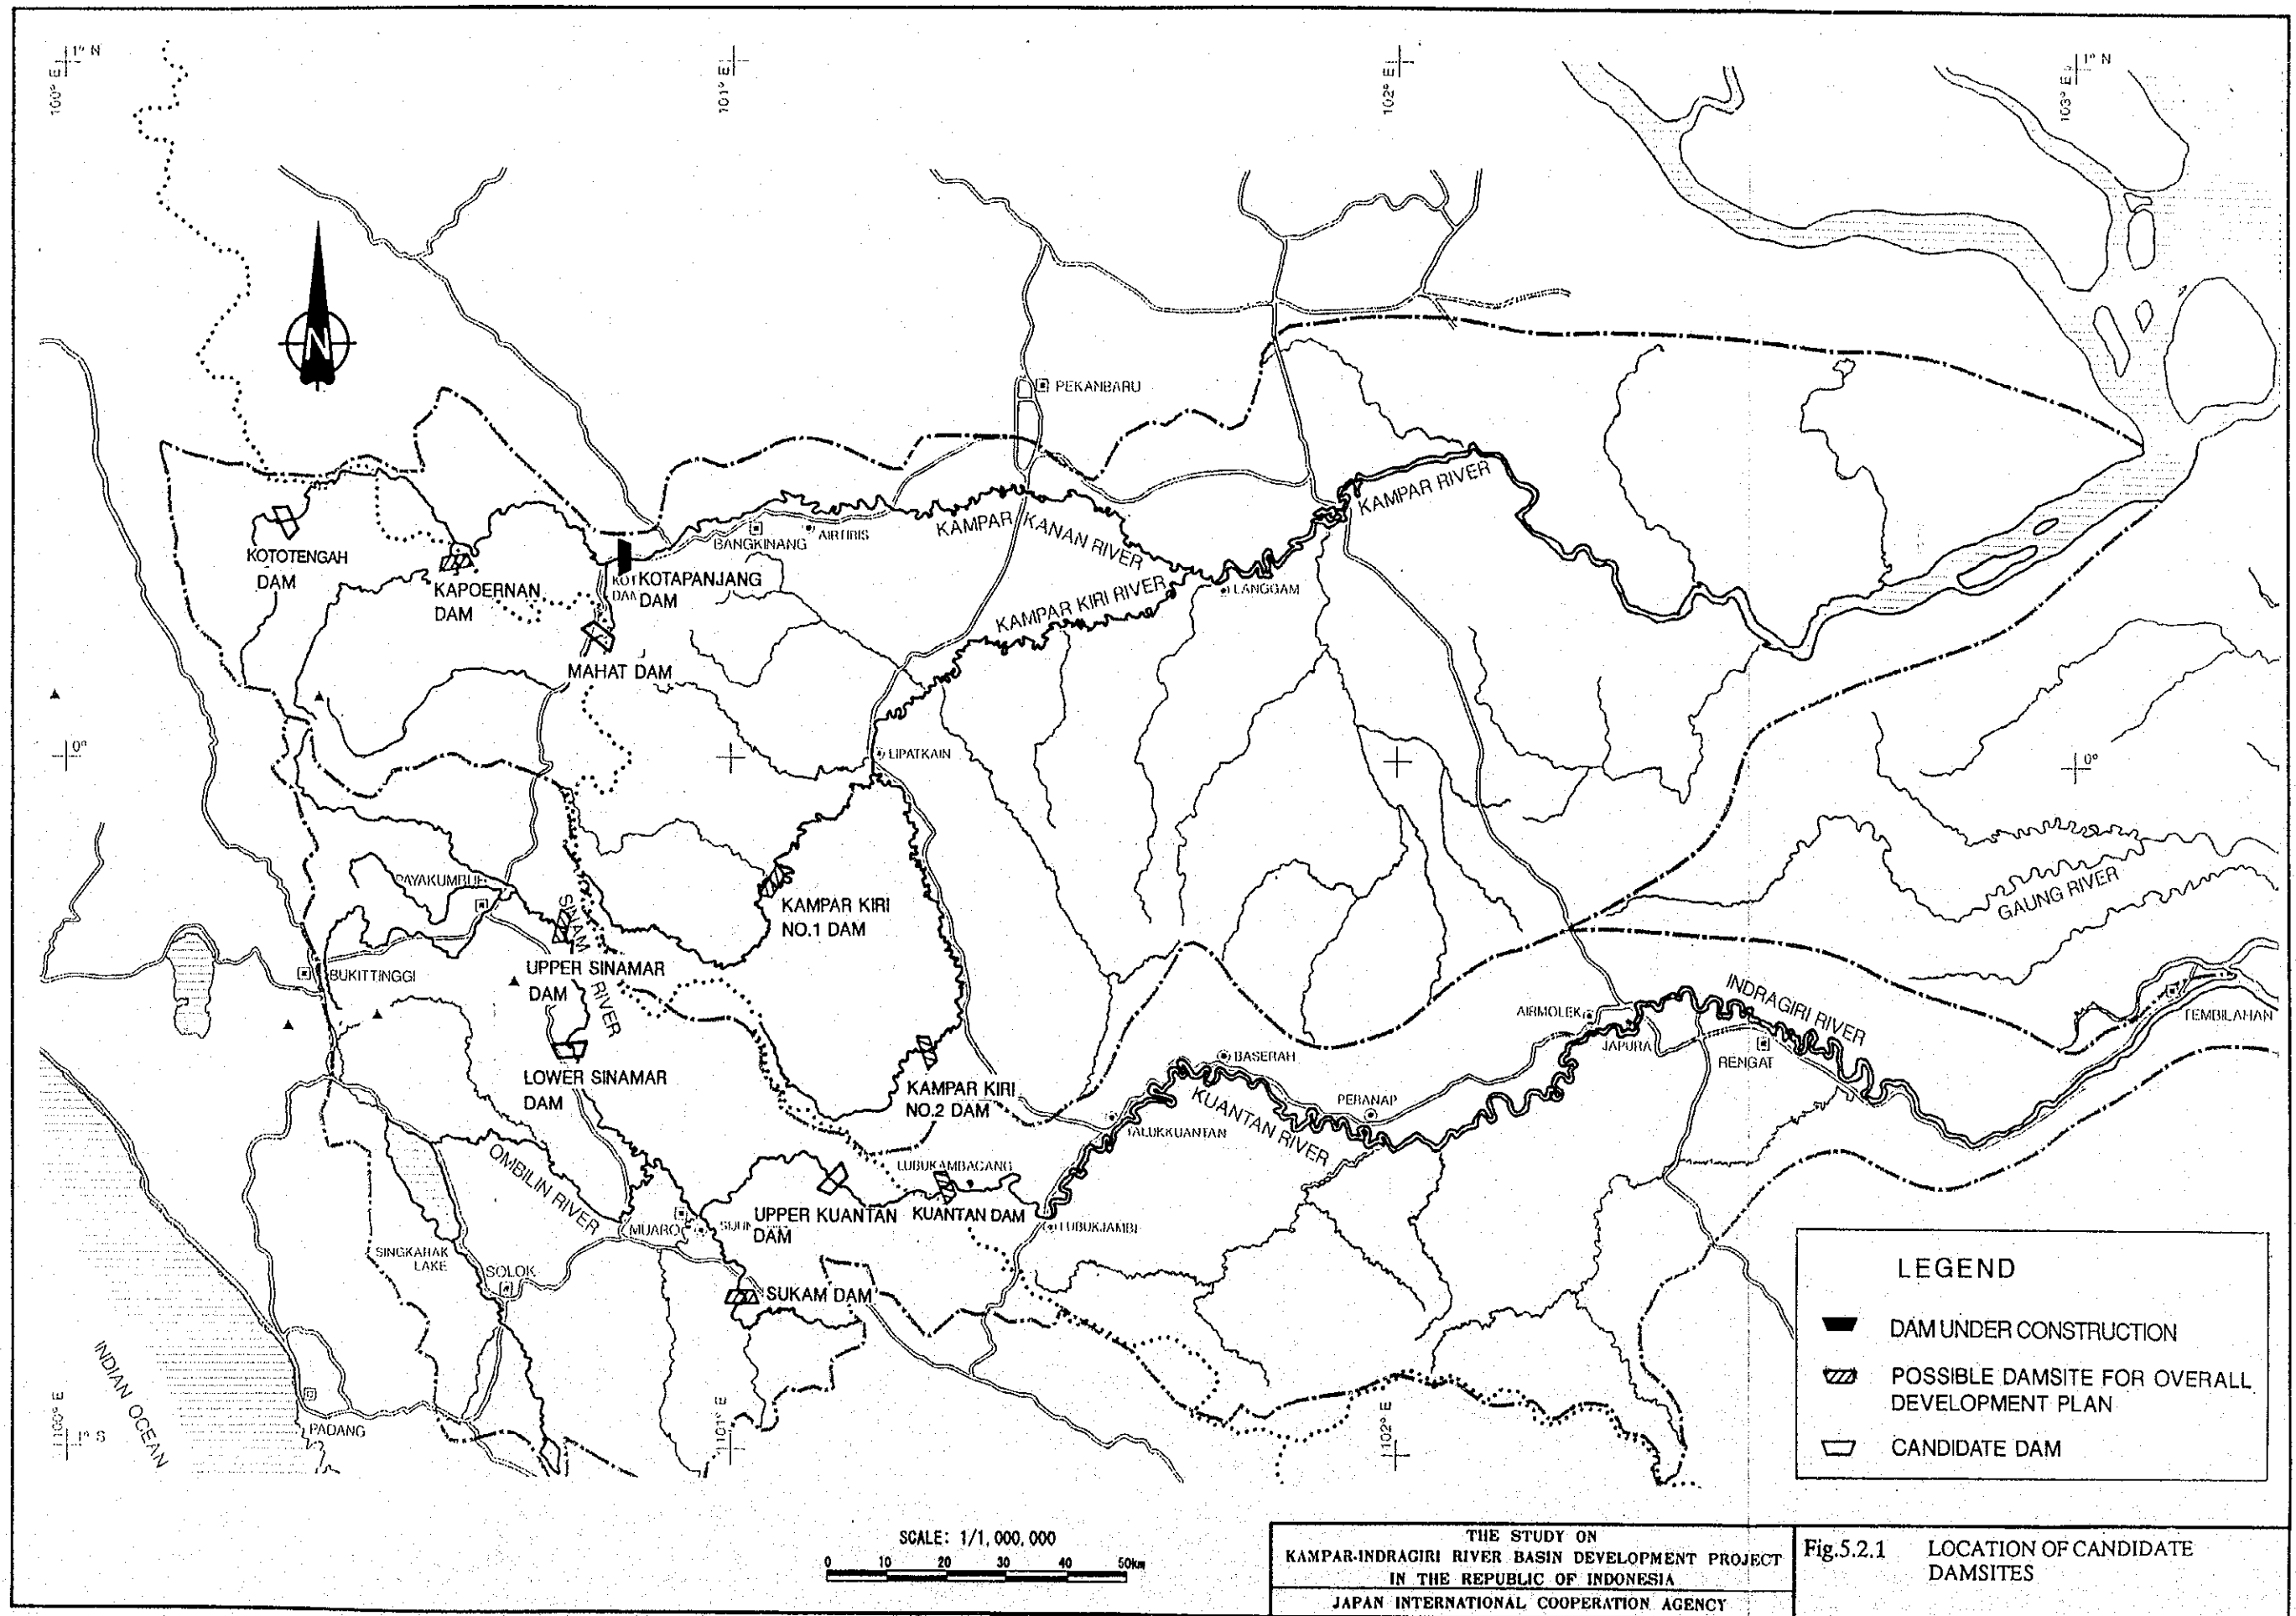 1° N
100° E
101° E
102° E
103° E
1° N
N
PEKANBARU
KAMPAR RIVER
KOTOTENGAH
DAM
BANGKINANG
AIRTIRIS
KAMPAR KANAN RIVER
KAPOERNAN
DAM
KOTAPANJANG
DAM
KAMPAR KIRI RIVER
LANGGAM
MAHAT DAM
0°
LIPATKAIN
0°
PAYAKUMBUH
SINAMAR RIVER
KAMPAR KIRI
NO.1 DAM
GAUNG RIVER
BUKITTINGGI
UPPER SINAMAR
DAM
INDRAGIRI RIVER
AIRMOLEK
TEMBILAHAN
JAPURA
RENGAT
BASERAH
LOWER SINAMAR
DAM
KAMPAR KIRI
NO.2 DAM
KUANTAN RIVER
PERANAP
TALUKKUANTAN
OMBILIN RIVER
LUBUKAMBACANG
MUARO
UPPER KUANTAN
DAM
KUANTAN DAM
LUBUKJAMBI
SINGKARAK
LAKE
SOLOK
SUKAM DAM
INDIAN OCEAN
PADANG
100° E
1° S
101° E
102° E
LEGEND
DAM UNDER CONSTRUCTION
POSSIBLE DAMSITE FOR OVERALL
DEVELOPMENT PLAN
CANDIDATE DAM
SCALE: 1/1,000,000
0 10 20 30 40 50km
THE STUDY ON
KAMPAR-INDRAGIRI RIVER BASIN DEVELOPMENT PROJECT
IN THE REPUBLIC OF INDONESIA
JAPAN INTERNATIONAL COOPERATION AGENCY
Fig.5.2.1 LOCATION OF CANDIDATE
DAMSITES